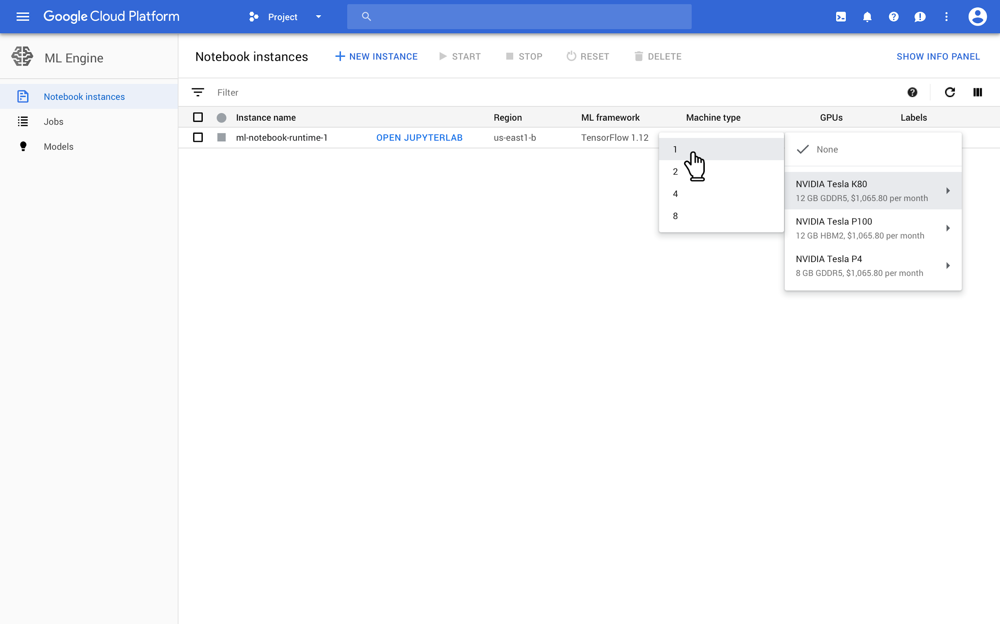 Google Cloud Platform
Project
ML Engine
Notebook instances
Jobs
Models
Notebook instances
NEW INSTANCE
START
STOP
RESET
DELETE
SHOW INFO PANEL
Filter
Instance name
Region
ML framework
Machine type
GPUs
Labels
ml-notebook-runtime-1
OPEN JUPYTERLAB
us-east1-b
TensorFlow 1.12
1
2
4
8
None
NVIDIA Tesla K80
12 GB GDDR5, $1,065.80 per month
NVIDIA Tesla P100
12 GB HBM2, $1,065.80 per month
NVIDIA Tesla P4
8 GB GDDR5, $1,065.80 per month